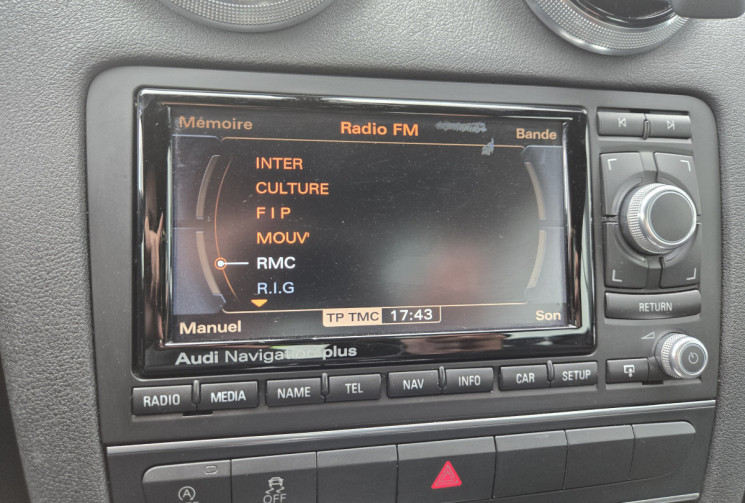 Mémoire Radio FM Bande
INTER
CULTURE
F I P
MOUV'
RMC
R.I.G
TP TMC 17:43
Manuel Son
Audi Navigation plus
RETURN
RADIO MEDIA NAME TEL NAV INFO CAR SETUP
A
OFF